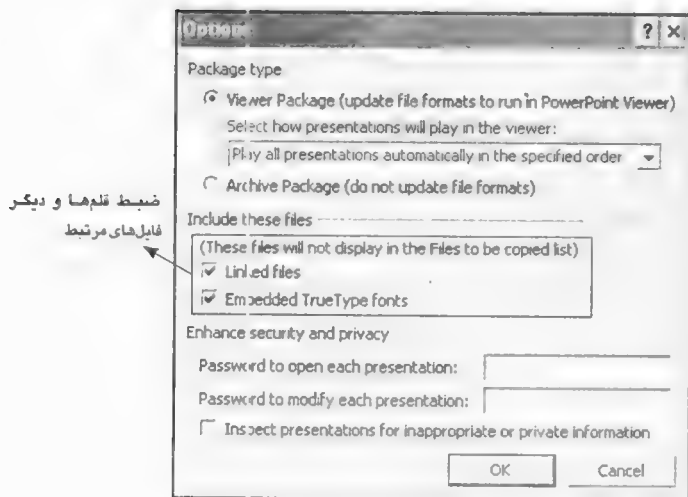 Options
? ×
Package type
Viewer Package (update file formats to run in PowerPoint Viewer)
Select how presentations will play in the viewer:
Play all presentations automatically in the specified order
Archive Package (do not update file formats)
ضبط قلم‌ها و دیگر
فایل‌های مرتبط
Include these files
(These files will not display in the Files to be copied list)
Linked files
Embedded TrueType fonts
Enhance security and privacy
Password to open each presentation:
Password to modify each presentation:
Inspect presentations for inappropriate or private information
OK Cancel